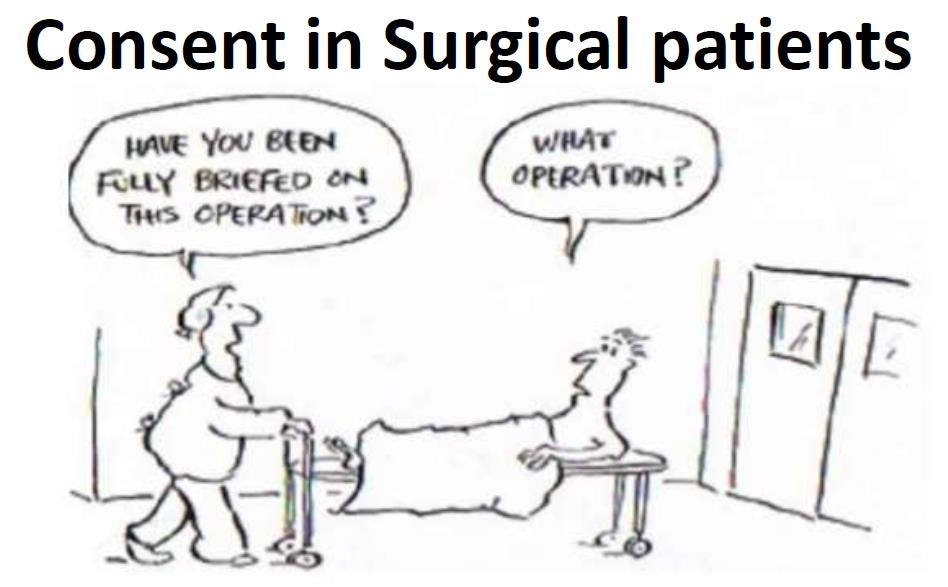 Consent in Surgical patients
HAVE YOU BEEN
FULLY BRIEFED ON
THIS OPERATION?
WHAT
OPERATION?